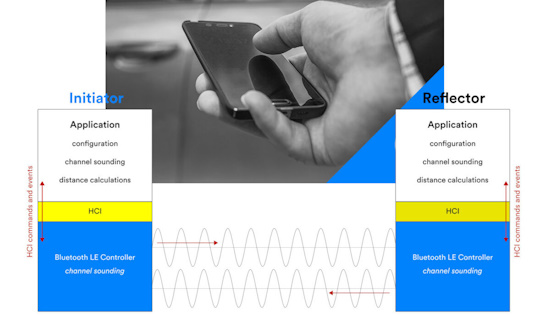 Initiator
Reflector
Application
configuration
channel sounding
distance calculations
HCI
Bluetooth LE Controller
channel sounding
HCI commands and events
Application
configuration
channel sounding
distance calculations
HCI
Bluetooth LE Controller
channel sounding
HCI commands and events